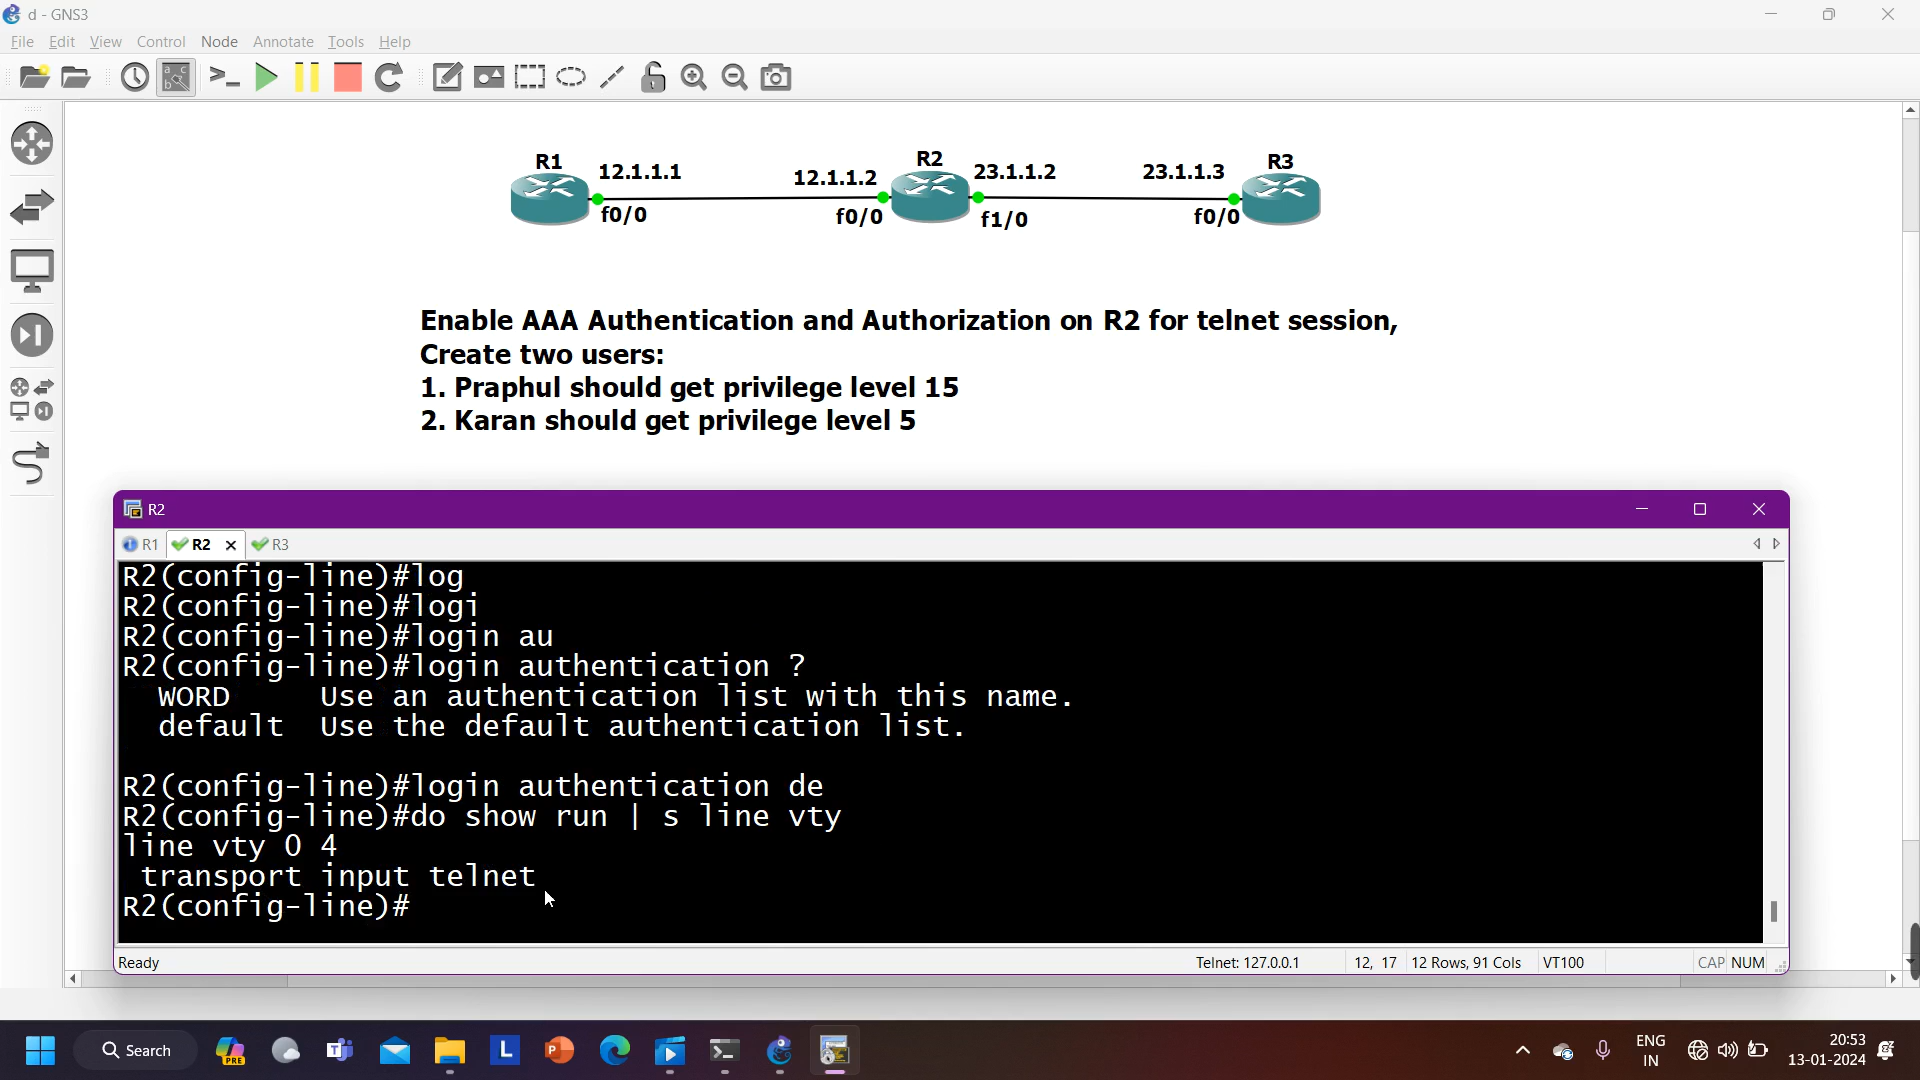 d - GNS3
File Edit View Control Node Annotate Tools Help
R1 12.1.1.1 12.1.1.2 R2 23.1.1.2 23.1.1.3 R3
f0/0 f0/0 f1/0 f0/0
Enable AAA Authentication and Authorization on R2 for telnet session,
Create two users:
1. Praphul should get privilege level 15
2. Karan should get privilege level 5
R2
R1 R2 R3
R2(config-line)#log
R2(config-line)#logi
R2(config-line)#login au
R2(config-line)#login authentication ?
WORD Use an authentication list with this name.
default Use the default authentication list.
R2(config-line)#login authentication de
R2(config-line)#do show run | s line vty
line vty 0 4
transport input telnet
R2(config-line)#
Ready Telnet: 127.0.0.1 12, 17 12 Rows, 91 Cols VT100 CAP NUM
Search PRE L ENG 20:53
IN 13-01-2024